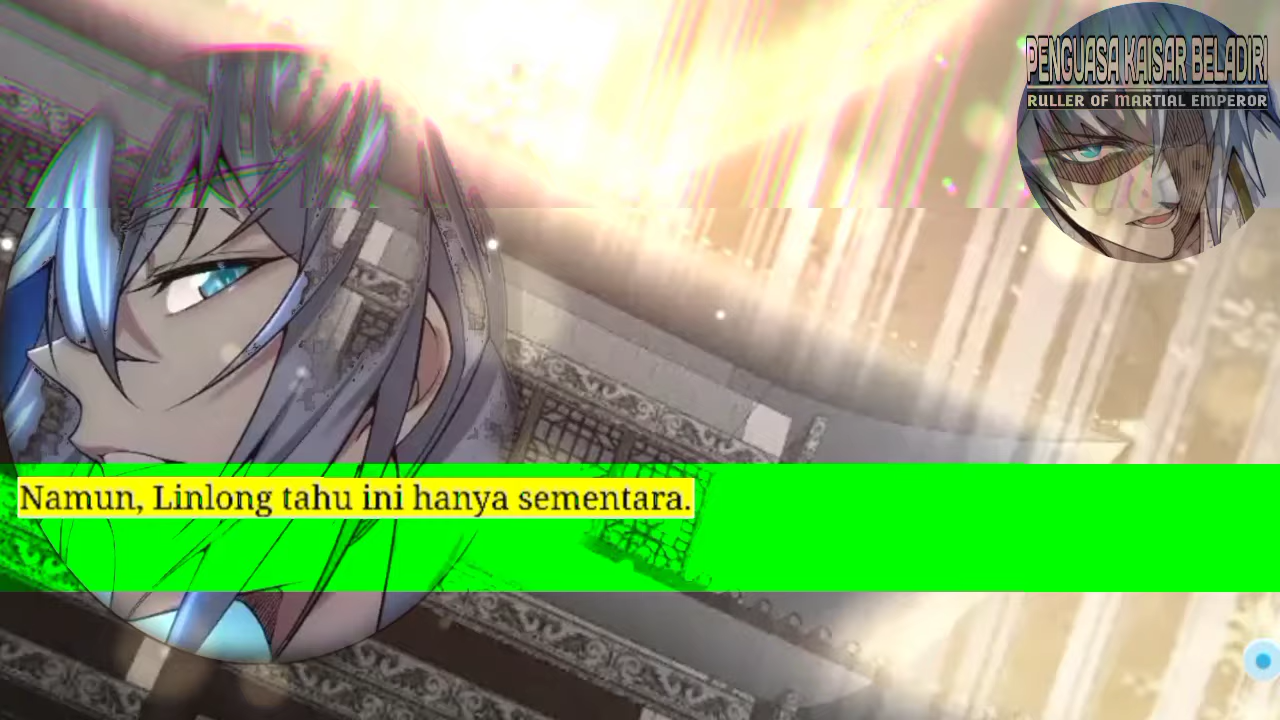 PENGUASA KAISAR BELADIRI
RULLER OF MARTIAL EMPEROR
Namun, Linlong tahu ini hanya sementara.